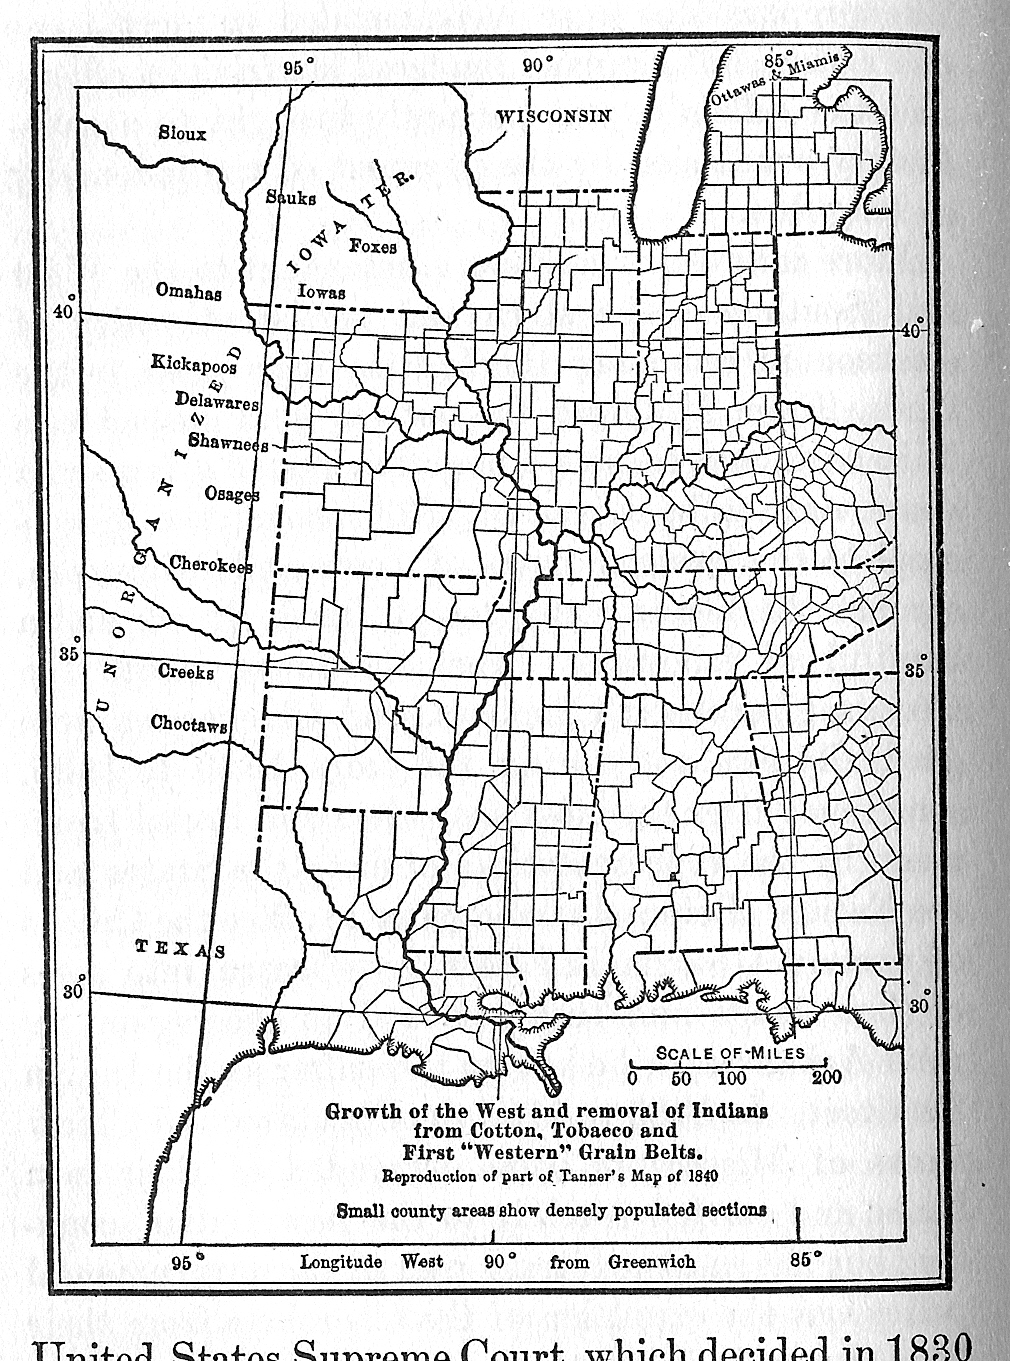 95° 90° 85°
Ottawas & Miamis
WISCONSIN
Sioux
Sauks
IOWA TER.
Foxes
Omahas
Iowas
40° 40°
Kickapoos
Delawares
Shawnees
Osages
Cherokees
UNORGANIZED
35° 35°
Creeks
Choctaws
TEXAS
30° 30°
SCALE OF MILES
0 50 100 200
Growth of the West and removal of Indians
from Cotton, Tobacco and
First "Western" Grain Belts.
Reproduction of part of Tanner's Map of 1840
Small county areas show densely populated sections
95° Longitude West 90° from Greenwich 85°
United States Supreme Court, which decided in 1830